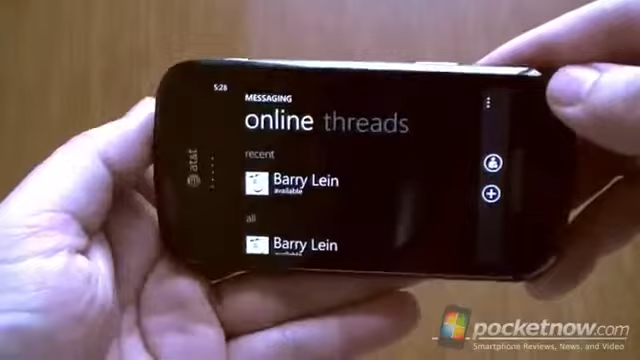 5:28
MESSAGING
online threads
recent
Barry Lein
available
all
Barry Lein
available
at&t
pocketnow.com
Smartphone Reviews, News, and Video